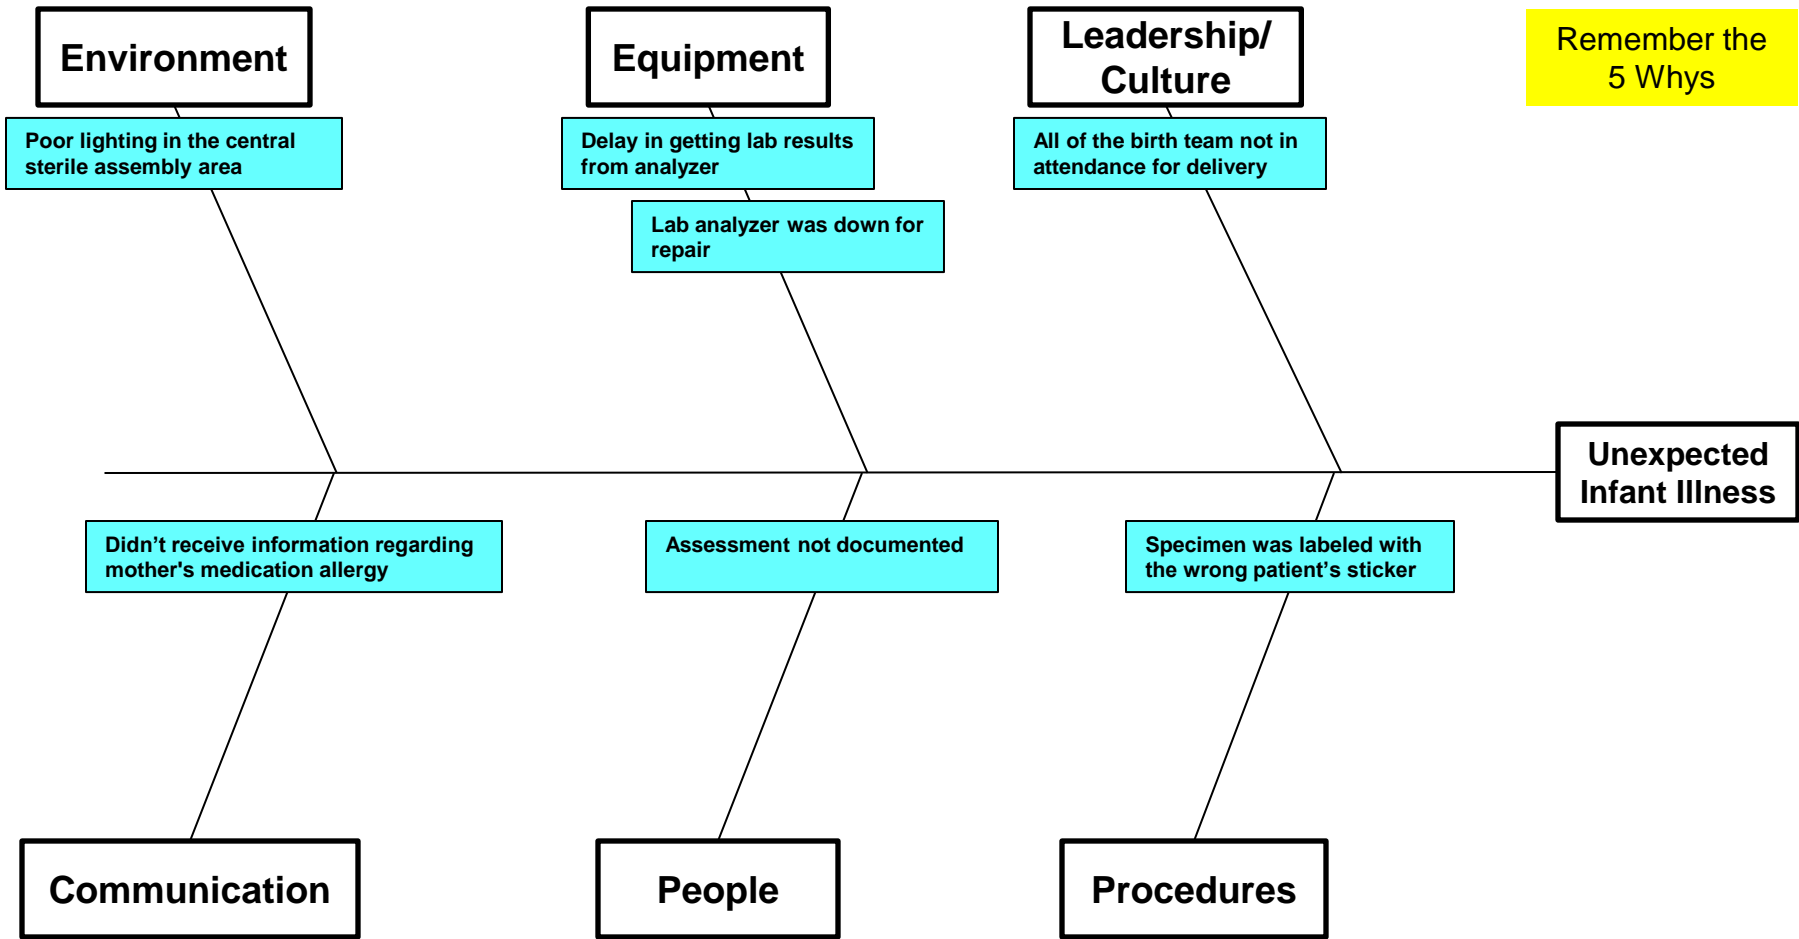 Environment
Equipment
Leadership/
Culture
Remember the
5 Whys
Poor lighting in the central
sterile assembly area
Delay in getting lab results
from analyzer
All of the birth team not in
attendance for delivery
Lab analyzer was down for
repair
Unexpected
Infant Illness
Didn’t receive information regarding
mother's medication allergy
Assessment not documented
Specimen was labeled with
the wrong patient’s sticker
Communication
People
Procedures